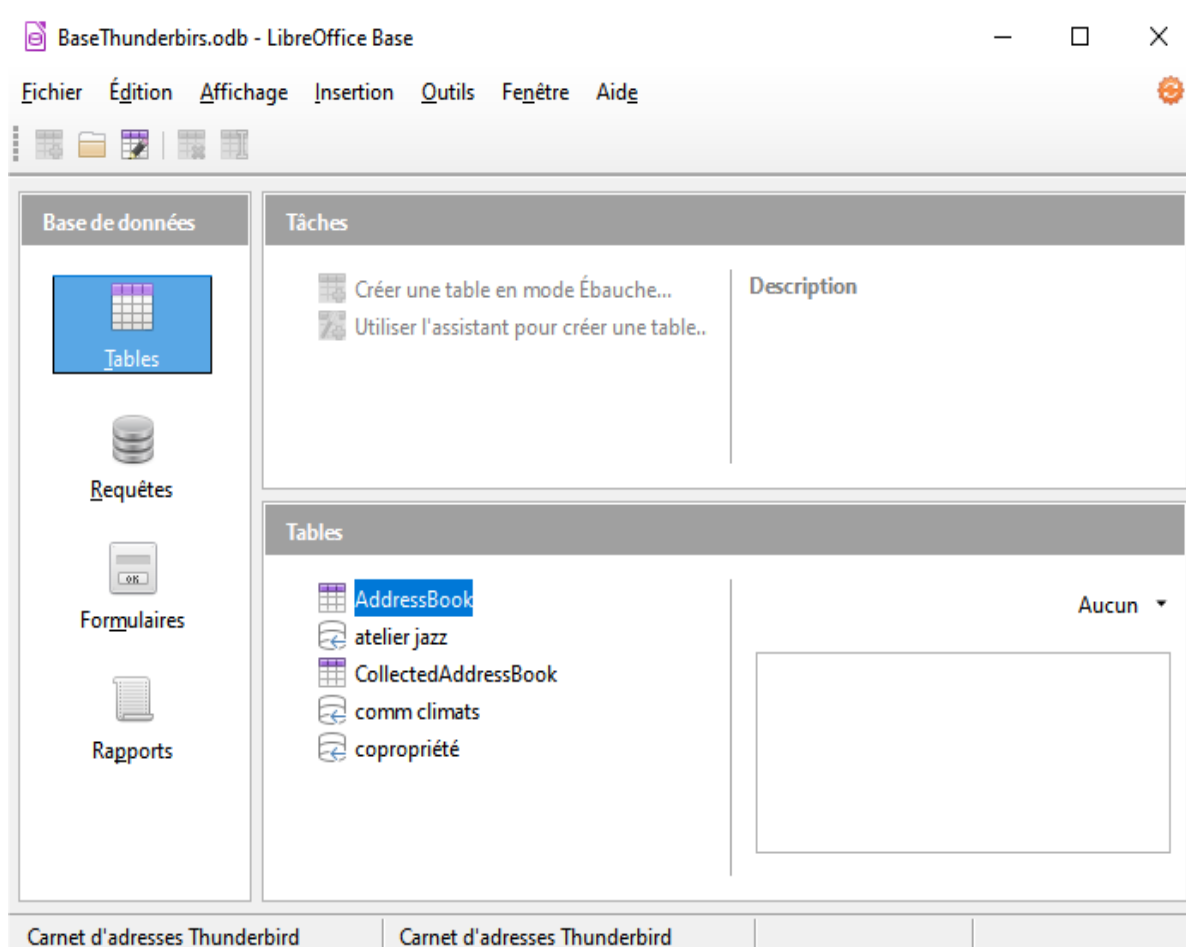 BaseThunderbirs.odb - LibreOffice Base
Fichier Édition Affichage Insertion Outils Fenêtre Aide
Base de données
Tables
Requêtes
OK
Formulaires
Rapports
Tâches
Créer une table en mode Ébauche...
Utiliser l'assistant pour créer une table..
Description
Tables
AddressBook
atelier jazz
CollectedAddressBook
comm climats
copropriété
Aucun
Carnet d'adresses Thunderbird Carnet d'adresses Thunderbird